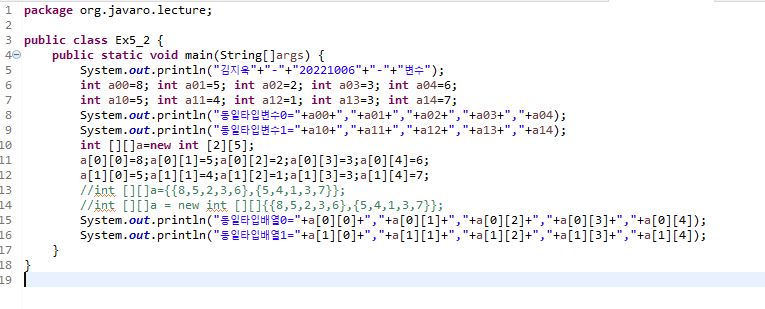 1 package org.javaro.lecture;
2
3 public class Ex5_2 {
4 public static void main(String[]args) {
5 System.out.println("김지욱"+"-"+"20221006"+"-"+"변수");
6 int a00=8; int a01=5; int a02=2; int a03=3; int a04=6;
7 int a10=5; int a11=4; int a12=1; int a13=3; int a14=7;
8 System.out.println("동일타입변수0="+a00+","+a01+","+a02+","+a03+","+a04);
9 System.out.println("동일타입변수1="+a10+","+a11+","+a12+","+a13+","+a14);
10 int [][]a=new int [2][5];
11 a[0][0]=8;a[0][1]=5;a[0][2]=2;a[0][3]=3;a[0][4]=6;
12 a[1][0]=5;a[1][1]=4;a[1][2]=1;a[1][3]=3;a[1][4]=7;
13 //int [][]a={{8,5,2,3,6},{5,4,1,3,7}};
14 //int [][]a = new int [][]{{8,5,2,3,6},{5,4,1,3,7}};
15 System.out.println("동일타입배열0="+a[0][0]+","+a[0][1]+","+a[0][2]+","+a[0][3]+","+a[0][4]);
16 System.out.println("동일타입배열1="+a[1][0]+","+a[1][1]+","+a[1][2]+","+a[1][3]+","+a[1][4]);
17 }
18 }
19